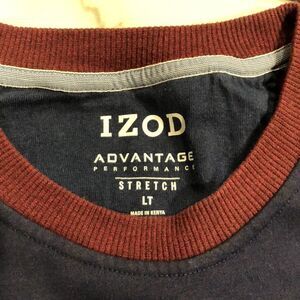 IZOD
ADVANTAGE
PERFORMANCE
STRETCH
LT
MADE IN KENYA